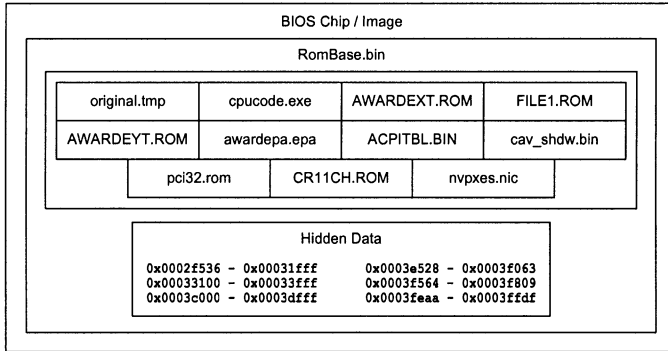 BIOS Chip / Image
RomBase.bin
original.tmp cpucode.exe AWARDEXT.ROM FILE1.ROM
AWARDEYT.ROM awardepa.epa ACPITBL.BIN cav_shdw.bin
pci32.rom CR11CH.ROM nvpxes.nic
Hidden Data
0x0002f536 - 0x00031fff 0x0003e528 - 0x0003f063
0x00033100 - 0x00033fff 0x0003f564 - 0x0003f809
0x0003c000 - 0x0003dfff 0x0003feaa - 0x0003ffdf